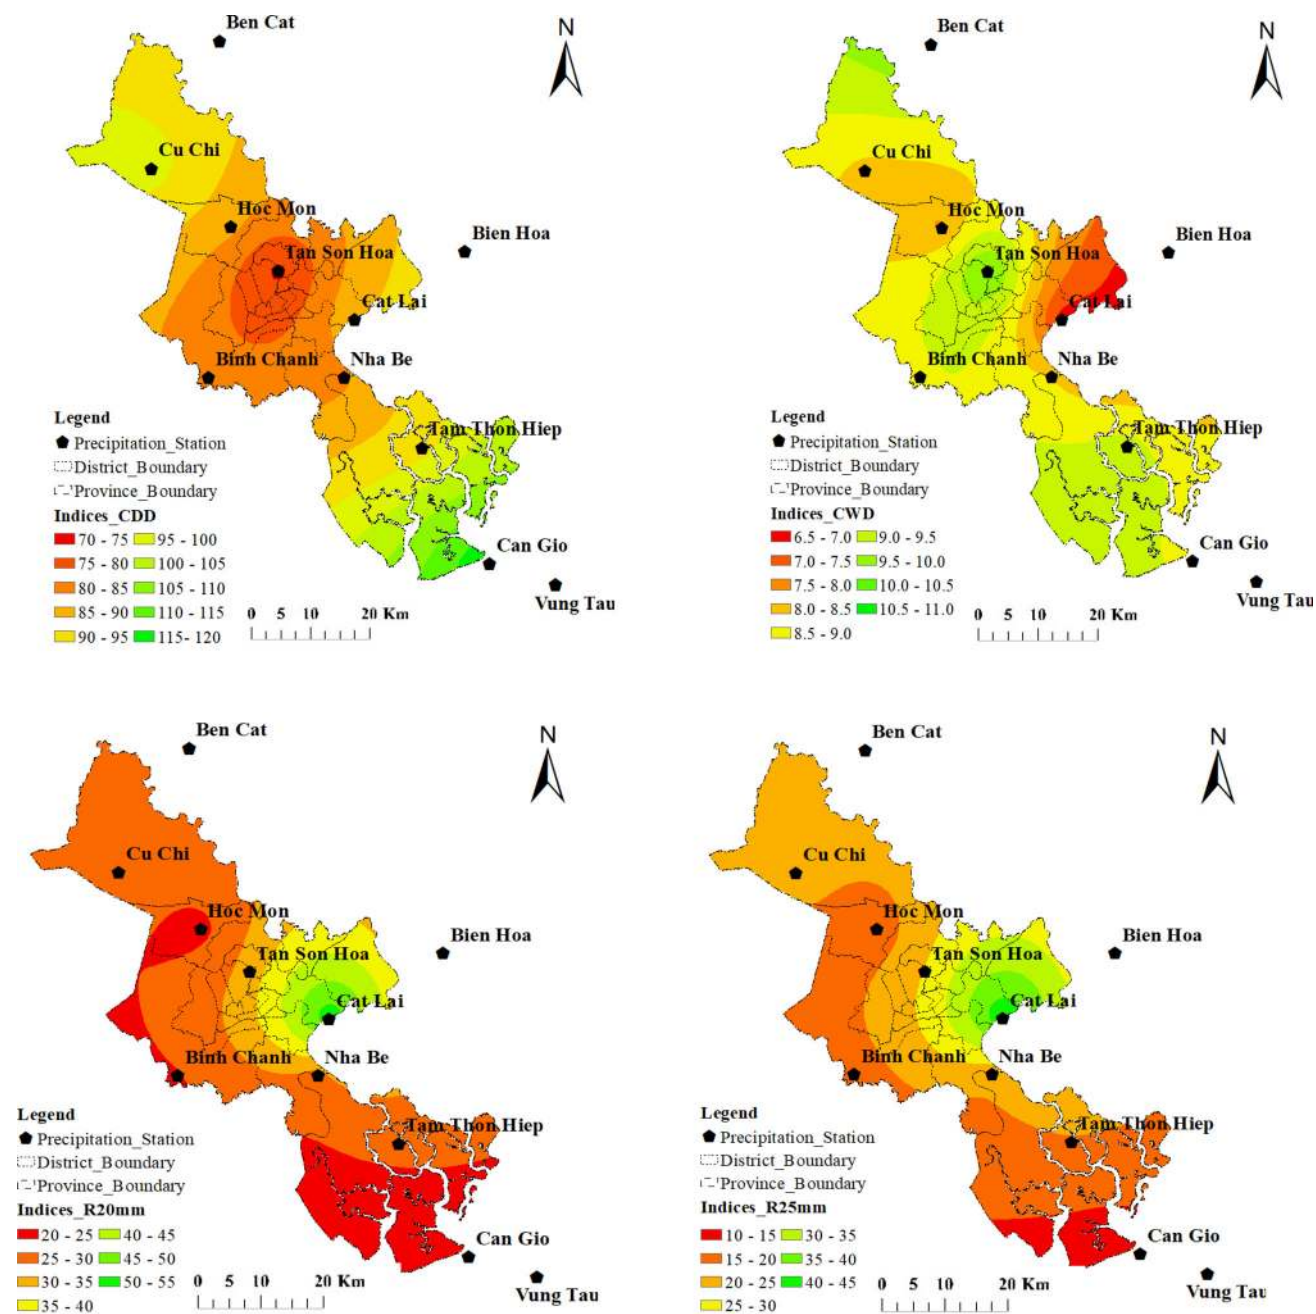 Ben Cat
N
Cu Chi
Hoc Mon
Tan Son Hoa
Bien Hoa
Cat Lai
Binh Chanh
Nha Be
Tam Thon Hiep
Can Gio
Vung Tau
Legend
Precipitation_Station
District_Boundary
Province_Boundary
Indices_CDD
70 - 75 95 - 100
75 - 80 100 - 105
80 - 85 105 - 110
85 - 90 110 - 115
90 - 95 115- 120
0 5 10 20 Km
Ben Cat
N
Cu Chi
Hoc Mon
Tan Son Hoa
Bien Hoa
Cat Lai
Binh Chanh
Nha Be
Tam Thon Hiep
Can Gio
Vung Tau
Legend
Precipitation_Station
District_Boundary
Province_Boundary
Indices_CWD
6.5 - 7.0 9.0 - 9.5
7.0 - 7.5 9.5 - 10.0
7.5 - 8.0 10.0 - 10.5
8.0 - 8.5 10.5 - 11.0
8.5 - 9.0
0 5 10 20 Km
Ben Cat
N
Cu Chi
Hoc Mon
Tan Son Hoa
Bien Hoa
Cat Lai
Binh Chanh
Nha Be
Tam Thon Hiep
Can Gio
Vung Tau
Legend
Precipitation_Station
District_Boundary
Province_Boundary
Indices_R20mm
20 - 25 40 - 45
25 - 30 45 - 50
30 - 35 50 - 55
35 - 40
0 5 10 20 Km
Ben Cat
N
Cu Chi
Hoc Mon
Tan Son Hoa
Bien Hoa
Cat Lai
Binh Chanh
Nha Be
Tam Thon Hiep
Can Gio
Vung Tau
Legend
Precipitation_Station
District_Boundary
Province_Boundary
Indices_R25mm
10 - 15 30 - 35
15 - 20 35 - 40
20 - 25 40 - 45
25 - 30
0 5 10 20 Km